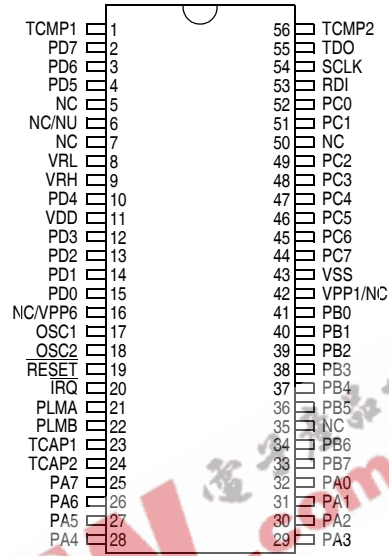 TCMP1 1 56 TCMP2
PD7 2 55 TDO
PD6 3 54 SCLK
PD5 4 53 RDI
NC 5 52 PC0
NC/NU 6 51 PC1
NC 7 50 NC
VRL 8 49 PC2
VRH 9 48 PC3
PD4 10 47 PC4
VDD 11 46 PC5
PD3 12 45 PC6
PD2 13 44 PC7
PD1 14 43 VSS
PD0 15 42 VPP1/NC
NC/VPP6 16 41 PB0
OSC1 17 40 PB1
OSC2 18 39 PB2
RESET 19 38 PB3
IRQ 20 37 PB4
PLMA 21 36 PB5
PLMB 22 35 NC
TCAP1 23 34 PB6
TCAP2 24 33 PB7
PA7 25 32 PA0
PA6 26 31 PA1
PA5 27 30 PA2
PA4 28 29 PA3
.com